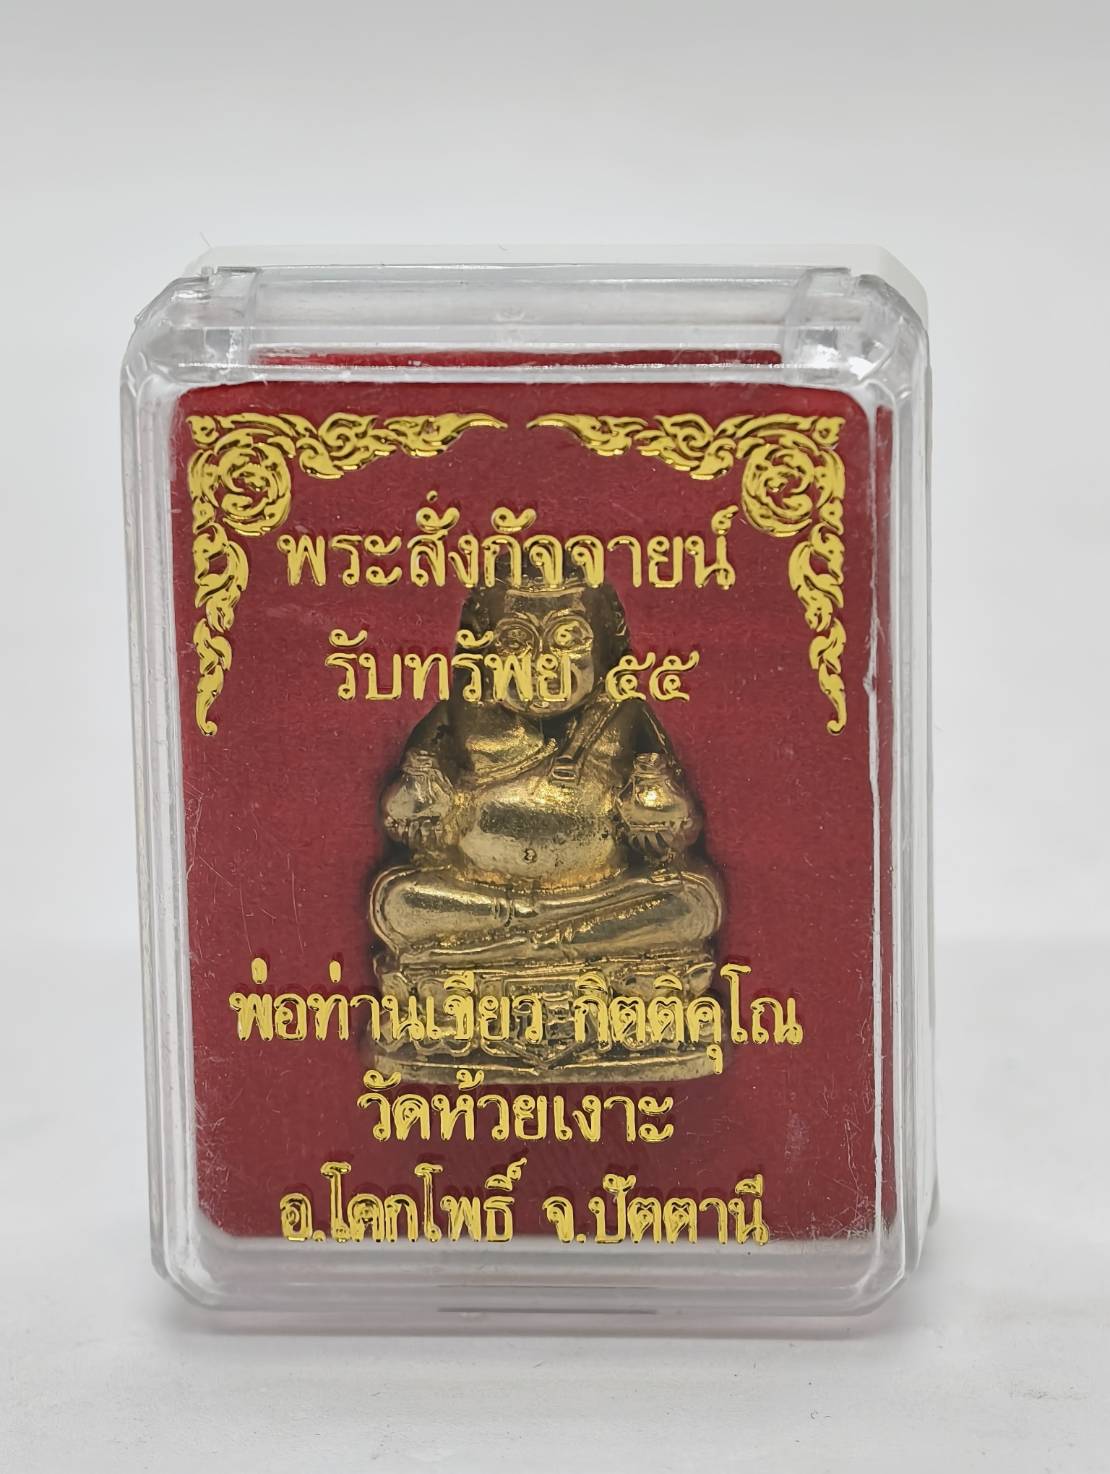 พระสั่งกัจจายน์
รับทรัพย์ ๕๕
พ่อท่านเขียว กิตติคุโณ
วัดห้วยเงาะ
อ.โคกโพธิ์ จ.ปัตตานี